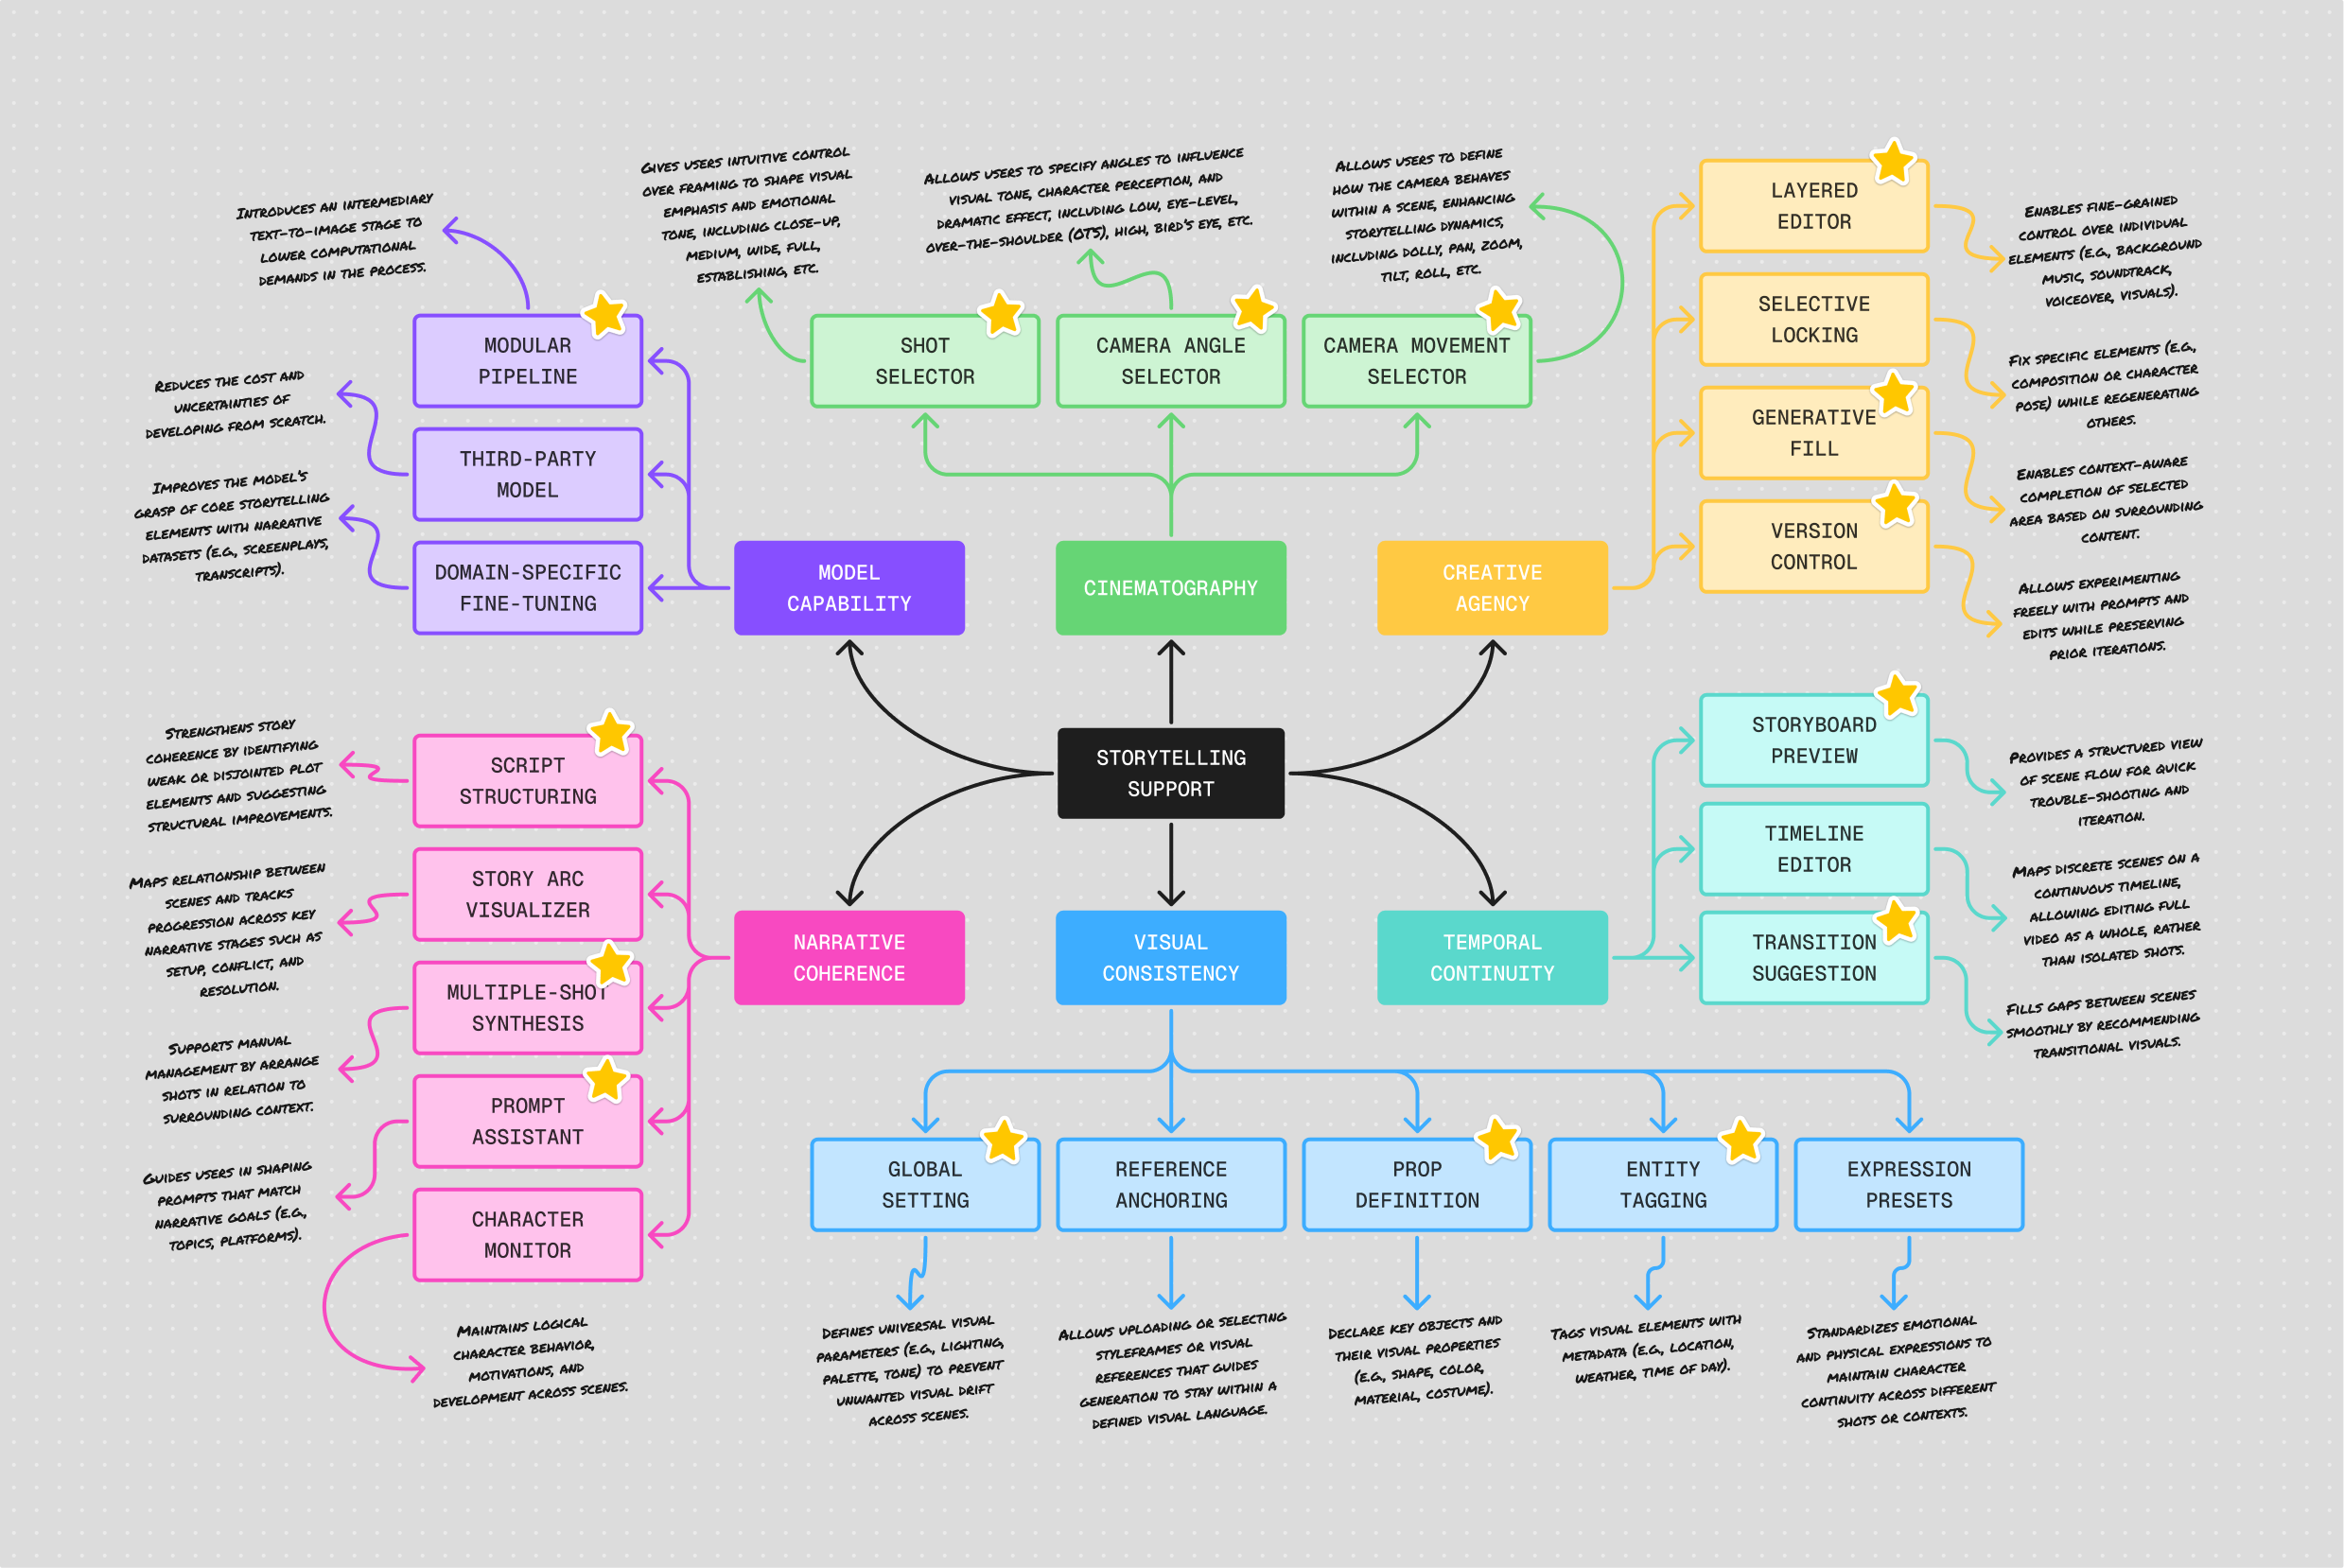 INTRODUCES AN INTERMEDIARY
TEXT-TO-IMAGE STAGE TO
LOWER COMPUTATIONAL
DEMANDS IN THE PROCESS.
MODULAR
PIPELINE
REDUCES THE COST AND
UNCERTAINTIES OF
DEVELOPING FROM SCRATCH.
THIRD-PARTY
MODEL
IMPROVES THE MODEL'S
GRASP OF CORE STORYTELLING
ELEMENTS WITH NARRATIVE
DATASETS (E.G., SCREENPLAYS,
TRANSCRIPTS).
DOMAIN-SPECIFIC
FINE-TUNING
MODEL
CAPABILITY
GIVES USERS INTUITIVE CONTROL
OVER FRAMING TO SHAPE VISUAL
EMPHASIS AND EMOTIONAL
TONE, INCLUDING CLOSE-UP,
MEDIUM, WIDE, FULL,
ESTABLISHING, ETC.
SHOT
SELECTOR
ALLOWS USERS TO SPECIFY ANGLES TO INFLUENCE
VISUAL TONE, CHARACTER PERCEPTION, AND
DRAMATIC EFFECT, INCLUDING LOW, EYE-LEVEL,
OVER-THE-SHOULDER (OTS), HIGH, BIRD'S EYE, ETC.
CAMERA ANGLE
SELECTOR
ALLOWS USERS TO DEFINE
HOW THE CAMERA BEHAVES
WITHIN A SCENE, ENHANCING
STORYTELLING DYNAMICS,
INCLUDING DOLLY, PAN, ZOOM,
TILT, ROLL, ETC.
CAMERA MOVEMENT
SELECTOR
CINEMATOGRAPHY
CREATIVE
AGENCY
LAYERED
EDITOR
ENABLES FINE-GRAINED
CONTROL OVER INDIVIDUAL
ELEMENTS (E.G., BACKGROUND
MUSIC, SOUNDTRACK,
VOICEOVER, VISUALS).
SELECTIVE
LOCKING
FIX SPECIFIC ELEMENTS (E.G.,
COMPOSITION OR CHARACTER
POSE) WHILE REGENERATING
OTHERS.
GENERATIVE
FILL
ENABLES CONTEXT-AWARE
COMPLETION OF SELECTED
AREA BASED ON SURROUNDING
CONTENT.
VERSION
CONTROL
ALLOWS EXPERIMENTING
FREELY WITH PROMPTS AND
EDITS WHILE PRESERVING
PRIOR ITERATIONS.
STORYTELLING
SUPPORT
STRENGTHENS STORY
COHERENCE BY IDENTIFYING
WEAK OR DISJOINTED PLOT
ELEMENTS AND SUGGESTING
STRUCTURAL IMPROVEMENTS.
SCRIPT
STRUCTURING
MAPS RELATIONSHIP BETWEEN
SCENES AND TRACKS
PROGRESSION ACROSS KEY
NARRATIVE STAGES SUCH AS
SETUP, CONFLICT, AND
RESOLUTION.
STORY ARC
VISUALIZER
SUPPORTS MANUAL
MANAGEMENT BY ARRANGE
SHOTS IN RELATION TO
SURROUNDING CONTEXT.
MULTIPLE-SHOT
SYNTHESIS
GUIDES USERS IN SHAPING
PROMPTS THAT MATCH
NARRATIVE GOALS (E.G.,
TOPICS, PLATFORMS).
PROMPT
ASSISTANT
CHARACTER
MONITOR
MAINTAINS LOGICAL
CHARACTER BEHAVIOR,
MOTIVATIONS, AND
DEVELOPMENT ACROSS SCENES.
NARRATIVE
COHERENCE
VISUAL
CONSISTENCY
TEMPORAL
CONTINUITY
STORYBOARD
PREVIEW
PROVIDES A STRUCTURED VIEW
OF SCENE FLOW FOR QUICK
TROUBLE-SHOOTING AND
ITERATION.
TIMELINE
EDITOR
MAPS DISCRETE SCENES ON A
CONTINUOUS TIMELINE,
ALLOWING EDITING FULL
VIDEO AS A WHOLE, RATHER
THAN ISOLATED SHOTS.
TRANSITION
SUGGESTION
FILLS GAPS BETWEEN SCENES
SMOOTHLY BY RECOMMENDING
TRANSITIONAL VISUALS.
GLOBAL
SETTING
DEFINES UNIVERSAL VISUAL
PARAMETERS (E.G., LIGHTING,
PALETTE, TONE) TO PREVENT
UNWANTED VISUAL DRIFT
ACROSS SCENES.
REFERENCE
ANCHORING
ALLOWS UPLOADING OR SELECTING
STYLEFRAMES OR VISUAL
REFERENCES THAT GUIDES
GENERATION TO STAY WITHIN A
DEFINED VISUAL LANGUAGE.
PROP
DEFINITION
DECLARE KEY OBJECTS AND
THEIR VISUAL PROPERTIES
(E.G., SHAPE, COLOR,
MATERIAL, COSTUME).
ENTITY
TAGGING
TAGS VISUAL ELEMENTS WITH
METADATA (E.G., LOCATION,
WEATHER, TIME OF DAY).
EXPRESSION
PRESETS
STANDARDIZES EMOTIONAL
AND PHYSICAL EXPRESSIONS TO
MAINTAIN CHARACTER
CONTINUITY ACROSS DIFFERENT
SHOTS OR CONTEXTS.